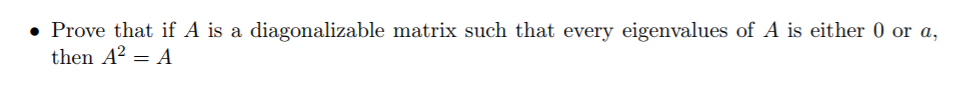 • Prove that if A is a diagonalizable matrix such that every eigenvalues of A is either 0 or a,
then A² = A